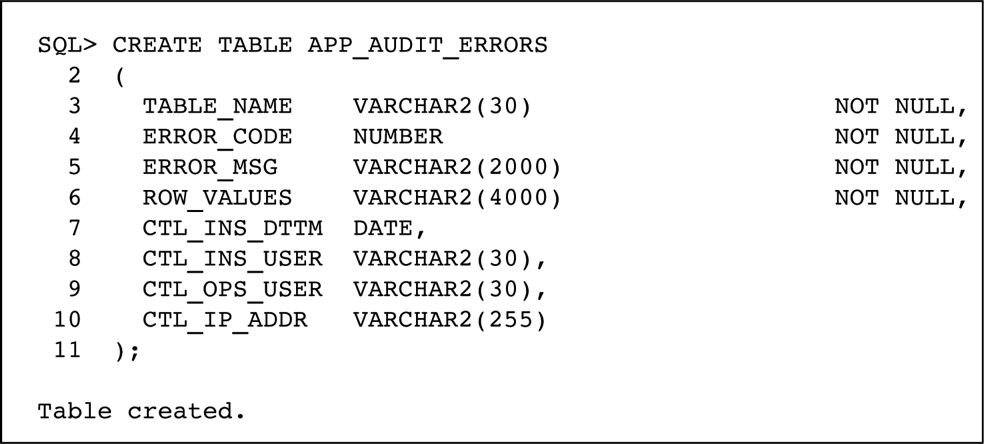 SQL> CREATE TABLE APP_AUDIT_ERRORS
2 (
3 TABLE_NAME VARCHAR2(30) NOT NULL,
4 ERROR_CODE NUMBER NOT NULL,
5 ERROR_MSG VARCHAR2(2000) NOT NULL,
6 ROW_VALUES VARCHAR2(4000) NOT NULL,
7 CTL_INS_DTTM DATE,
8 CTL_INS_USER VARCHAR2(30),
9 CTL_OPS_USER VARCHAR2(30),
10 CTL_IP_ADDR VARCHAR2(255)
11 );
Table created.